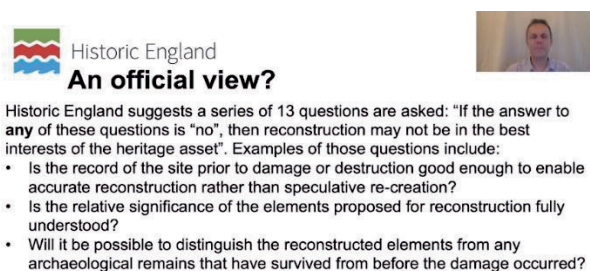 Historic England
An official view?
Historic England suggests a series of 13 questions are asked: “If the answer to
any of these questions is “no”, then reconstruction may not be in the best
interests of the heritage asset”. Examples of those questions include:
• Is the record of the site prior to damage or destruction good enough to enable
accurate reconstruction rather than speculative re-creation?
• Is the relative significance of the elements proposed for reconstruction fully
understood?
• Will it be possible to distinguish the reconstructed elements from any
archaeological remains that have survived from before the damage occurred?